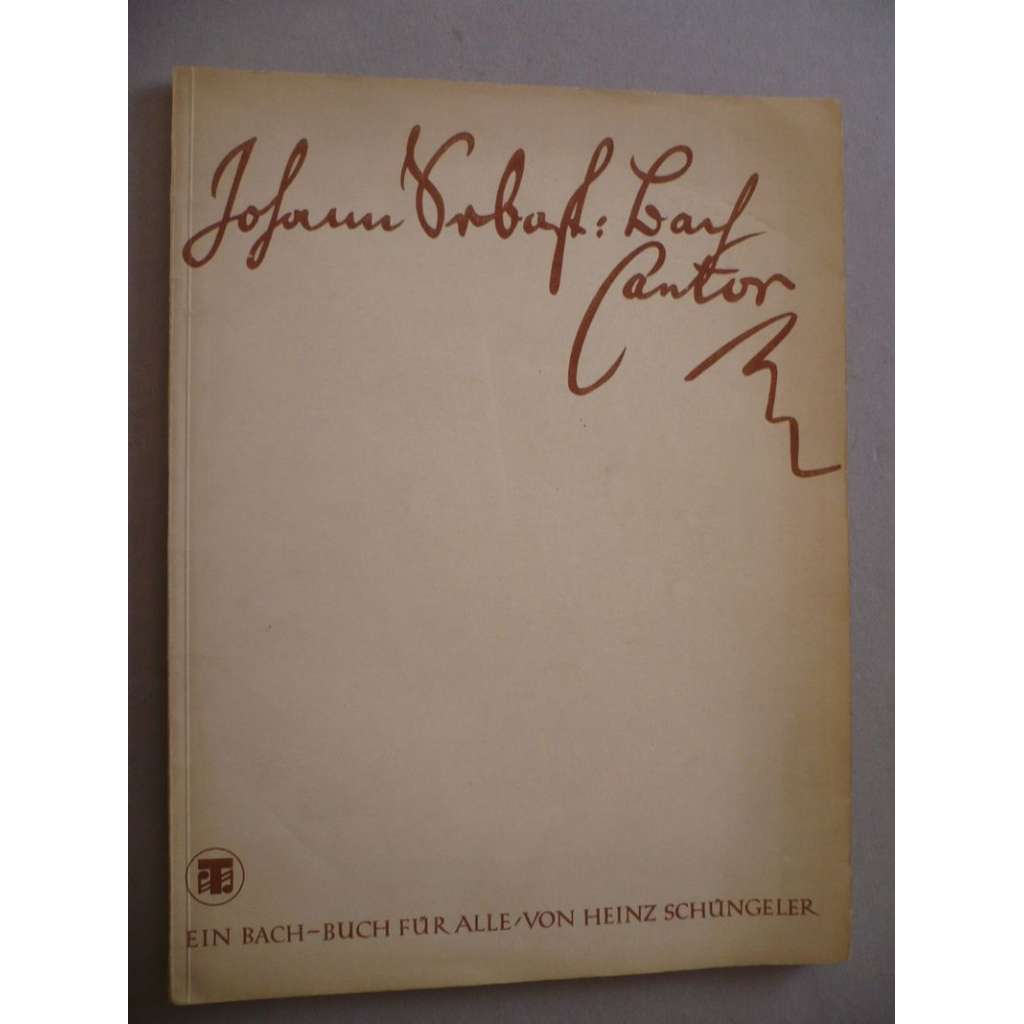 Johann Sebast: Bach
Cantor
EIN BACH-BUCH FÜR ALLE / VON HEINZ SCHÜNGELER